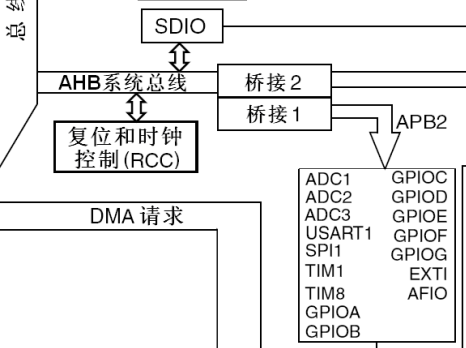 总线
SDIO
AHB系统总线
桥接 2
桥接 1
复位和时钟
控制(RCC)
APB2
DMA 请求
ADC1
ADC2
ADC3
USART1
SPI1
TIM1
TIM8
GPIOA
GPIOB
GPIOC
GPIOD
GPIOE
GPIOF
GPIOG
EXTI
AFIO